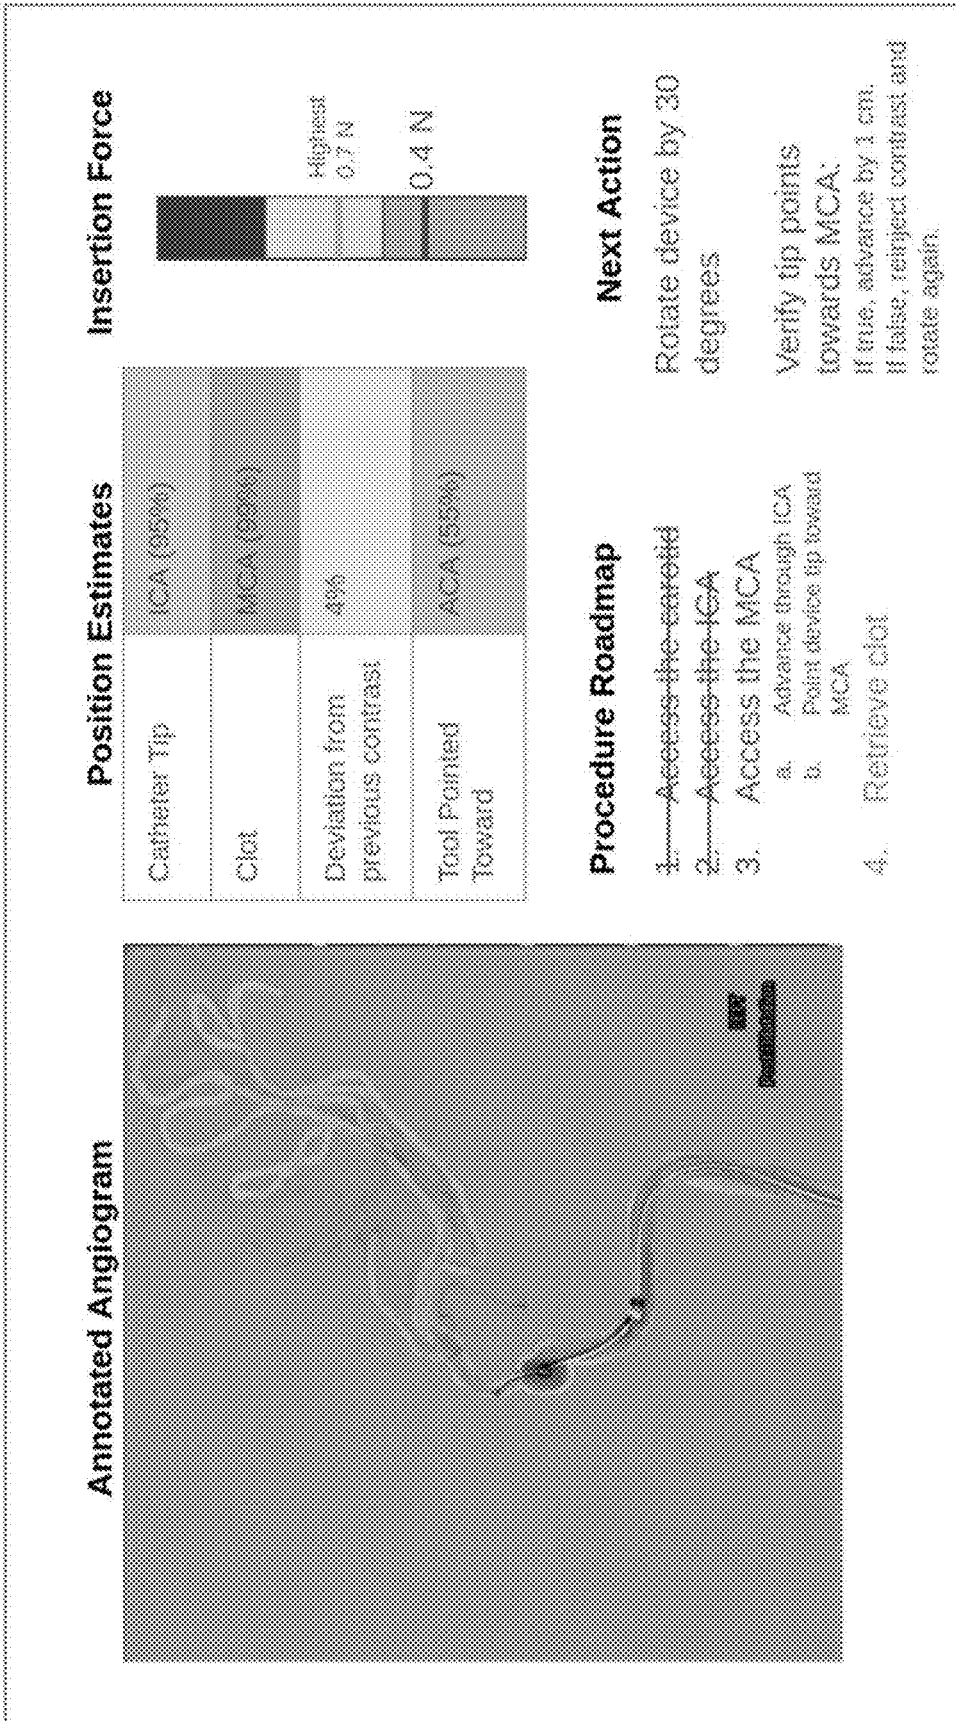 Annotated Angiogram
Position Estimates
Catheter Tip
ICA (95%)
Clot
MCA (99%)
Deviation from
previous contrast
4%
Tool Pointed
Toward
ACA (55%)
Insertion Force
Highest
0.7 N
0.4 N
Procedure Roadmap
1. Access the carotid
2. Access the ICA
3. Access the MCA
a. Advance through ICA
b. Point device tip toward
MCA
4. Retrieve clot
Next Action
Rotate device by 30
degrees
Verify tip points
towards MCA:
If true, advance by 1 cm.
If false, reinject contrast and
rotate again.